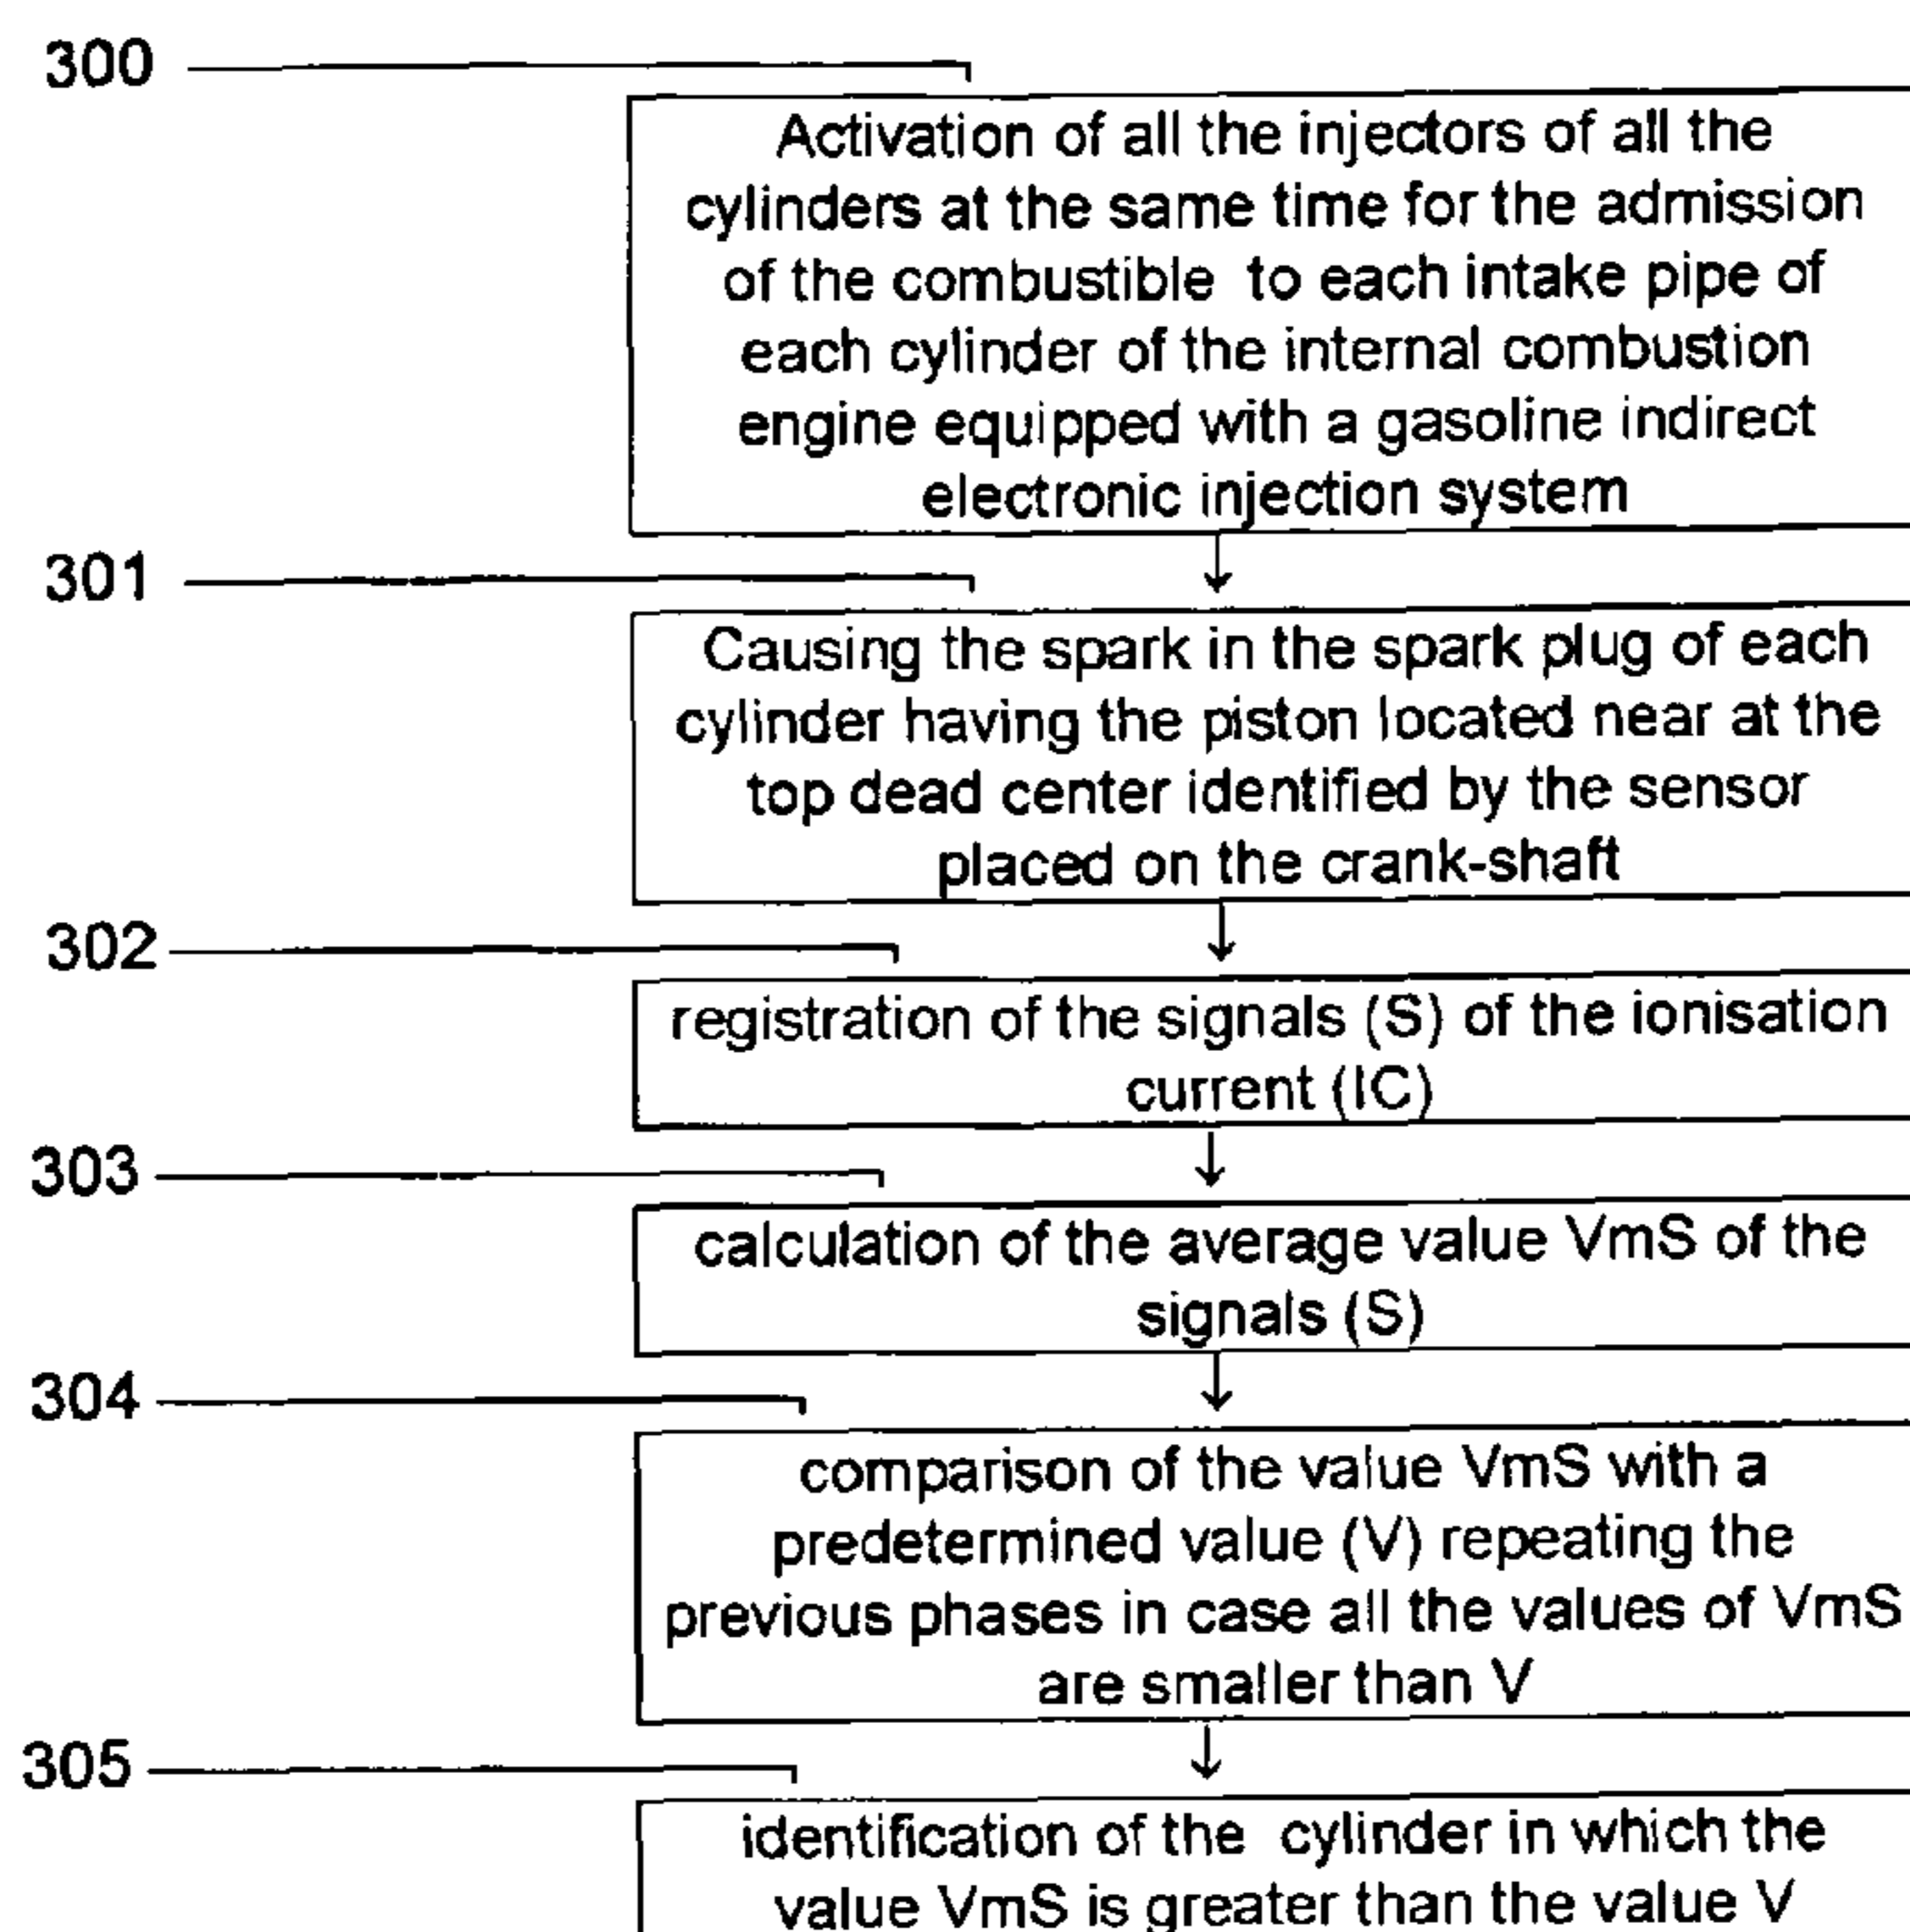 300
Activation of all the injectors of all the
cylinders at the same time for the admission
of the combustible to each intake pipe of
each cylinder of the internal combustion
engine equipped with a gasoline indirect
electronic injection system
301
Causing the spark in the spark plug of each
cylinder having the piston located near at the
top dead center identified by the sensor
placed on the crank-shaft
302
registration of the signals (S) of the ionisation
current (IC)
303
calculation of the average value VmS of the
signals (S)
304
comparison of the value VmS with a
predetermined value (V) repeating the
previous phases in case all the values of VmS
are smaller than V
305
identification of the cylinder in which the
value VmS is greater than the value V